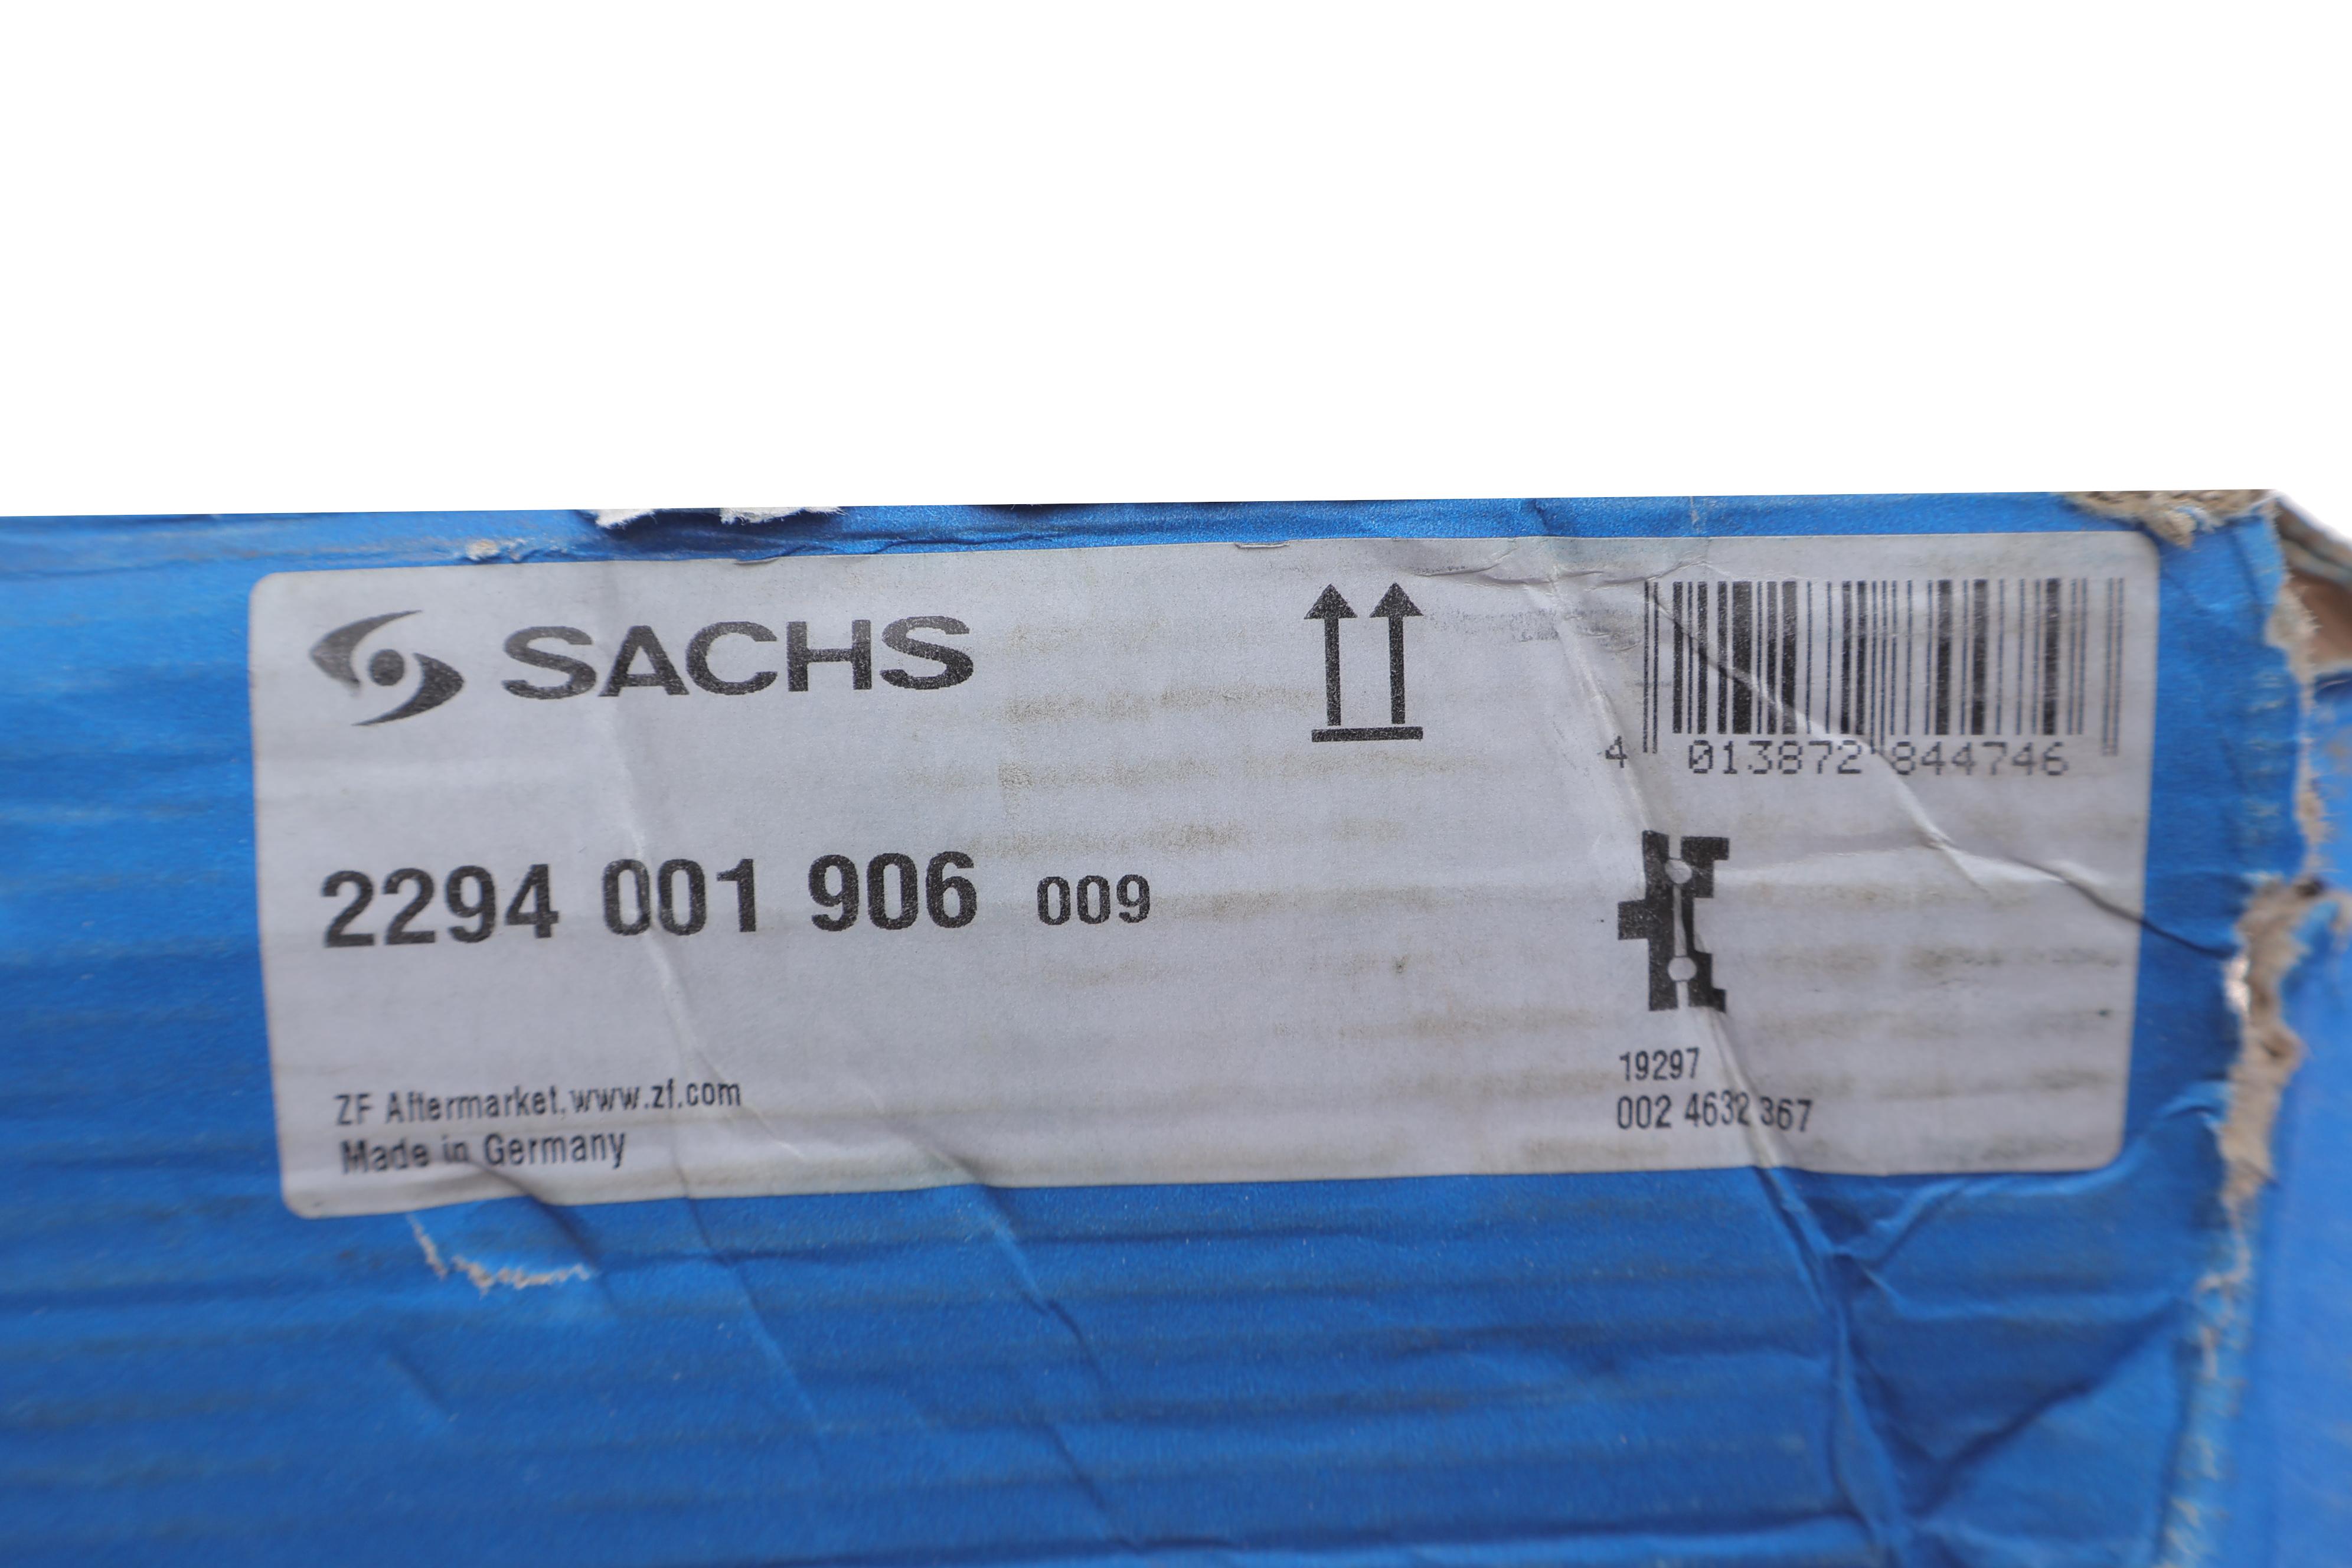 SACHS
4 013872 844746
2294 001 906 009
19297
002 4632 367
ZF Aftermarket.www.zf.com
Made in Germany